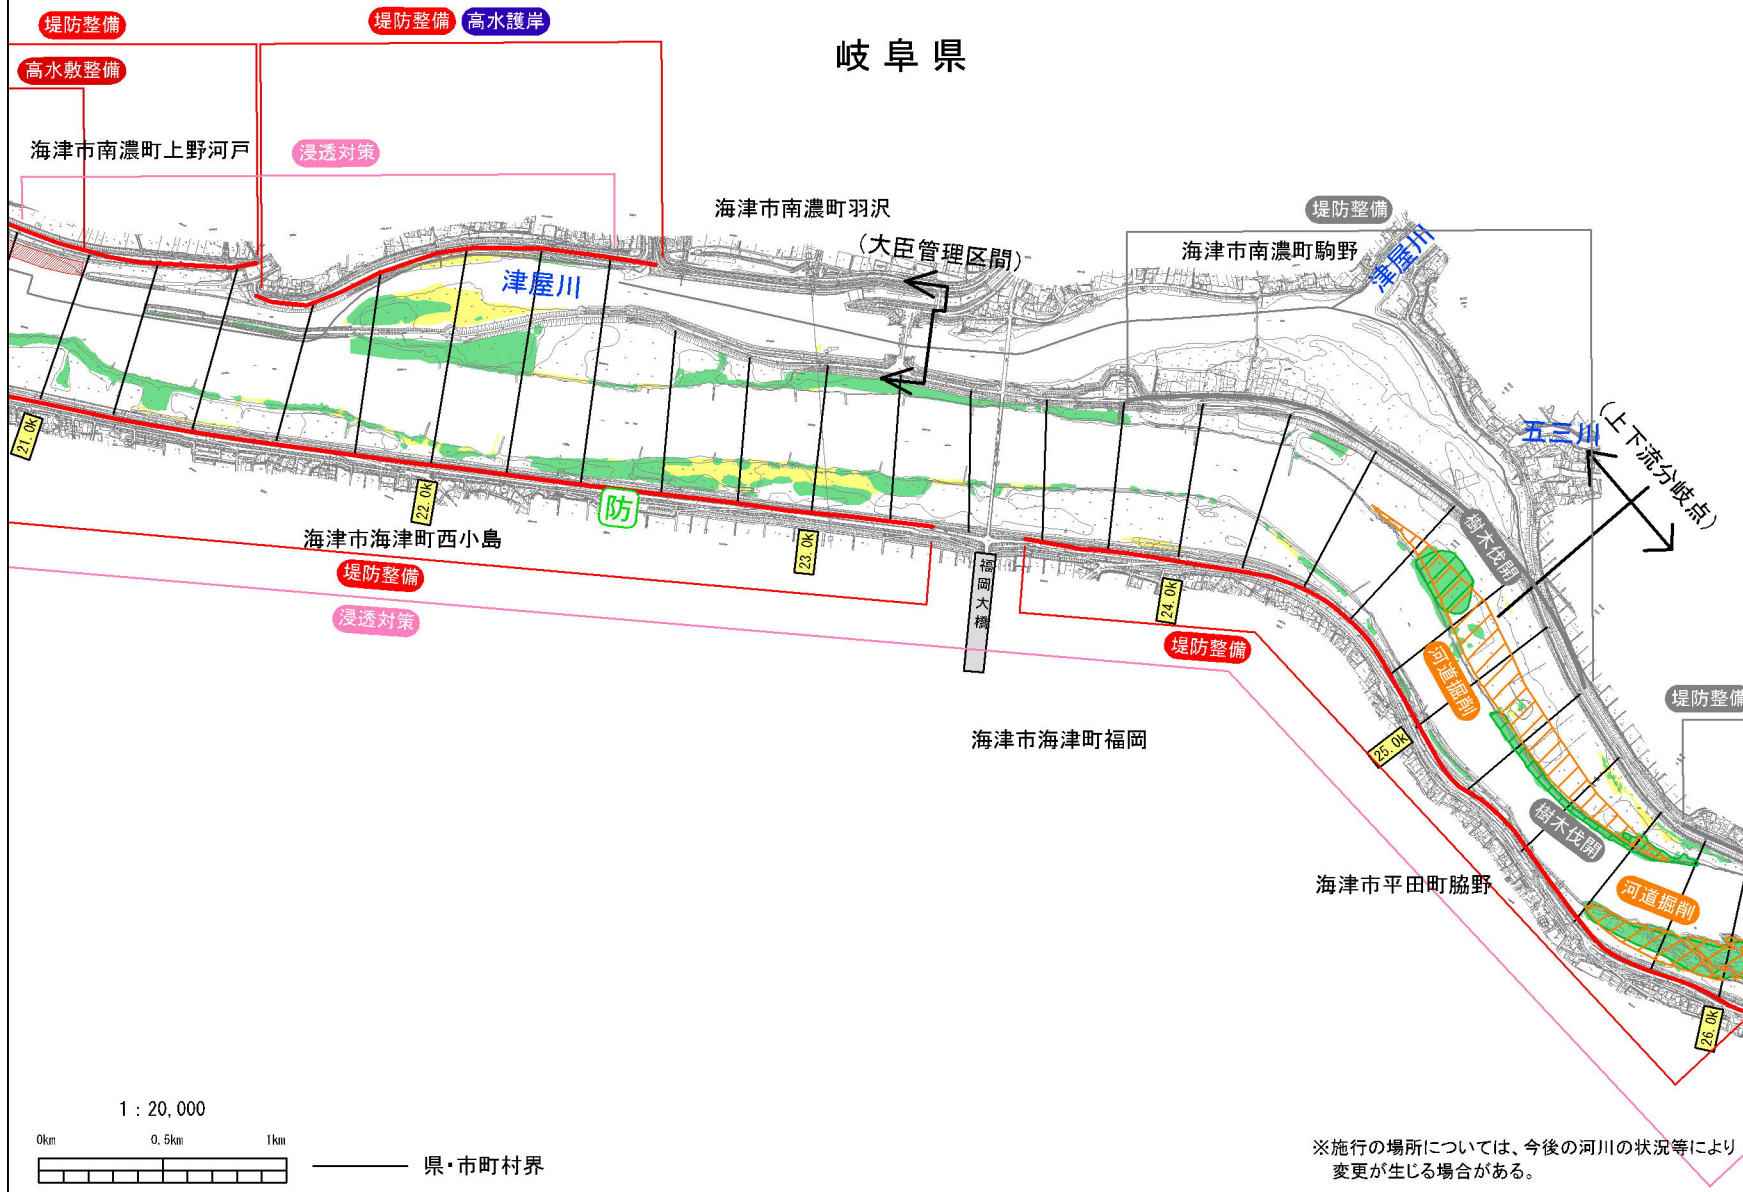 堤防整備
堤防整備 高水護岸
岐阜県
高水敷整備
海津市南濃町上野河戸
浸透対策
海津市南濃町羽沢
堤防整備
(大臣管理区間)
海津市南濃町駒野
津屋川
津屋川
五三川
(上下流分岐点)
21.0k
22.0k
防
樹木伐開
海津市海津町西小島
23.0k
堤防整備
福岡大橋
24.0k
浸透対策
堤防整備
河道掘削
堤防整備
海津市海津町福岡
25.0k
樹木伐開
海津市平田町脇野
河道掘削
26.0k
1:20,000
0km 0.5km 1km
県・市町村界
※施行の場所については、今後の河川の状況等により
変更が生じる場合がある。